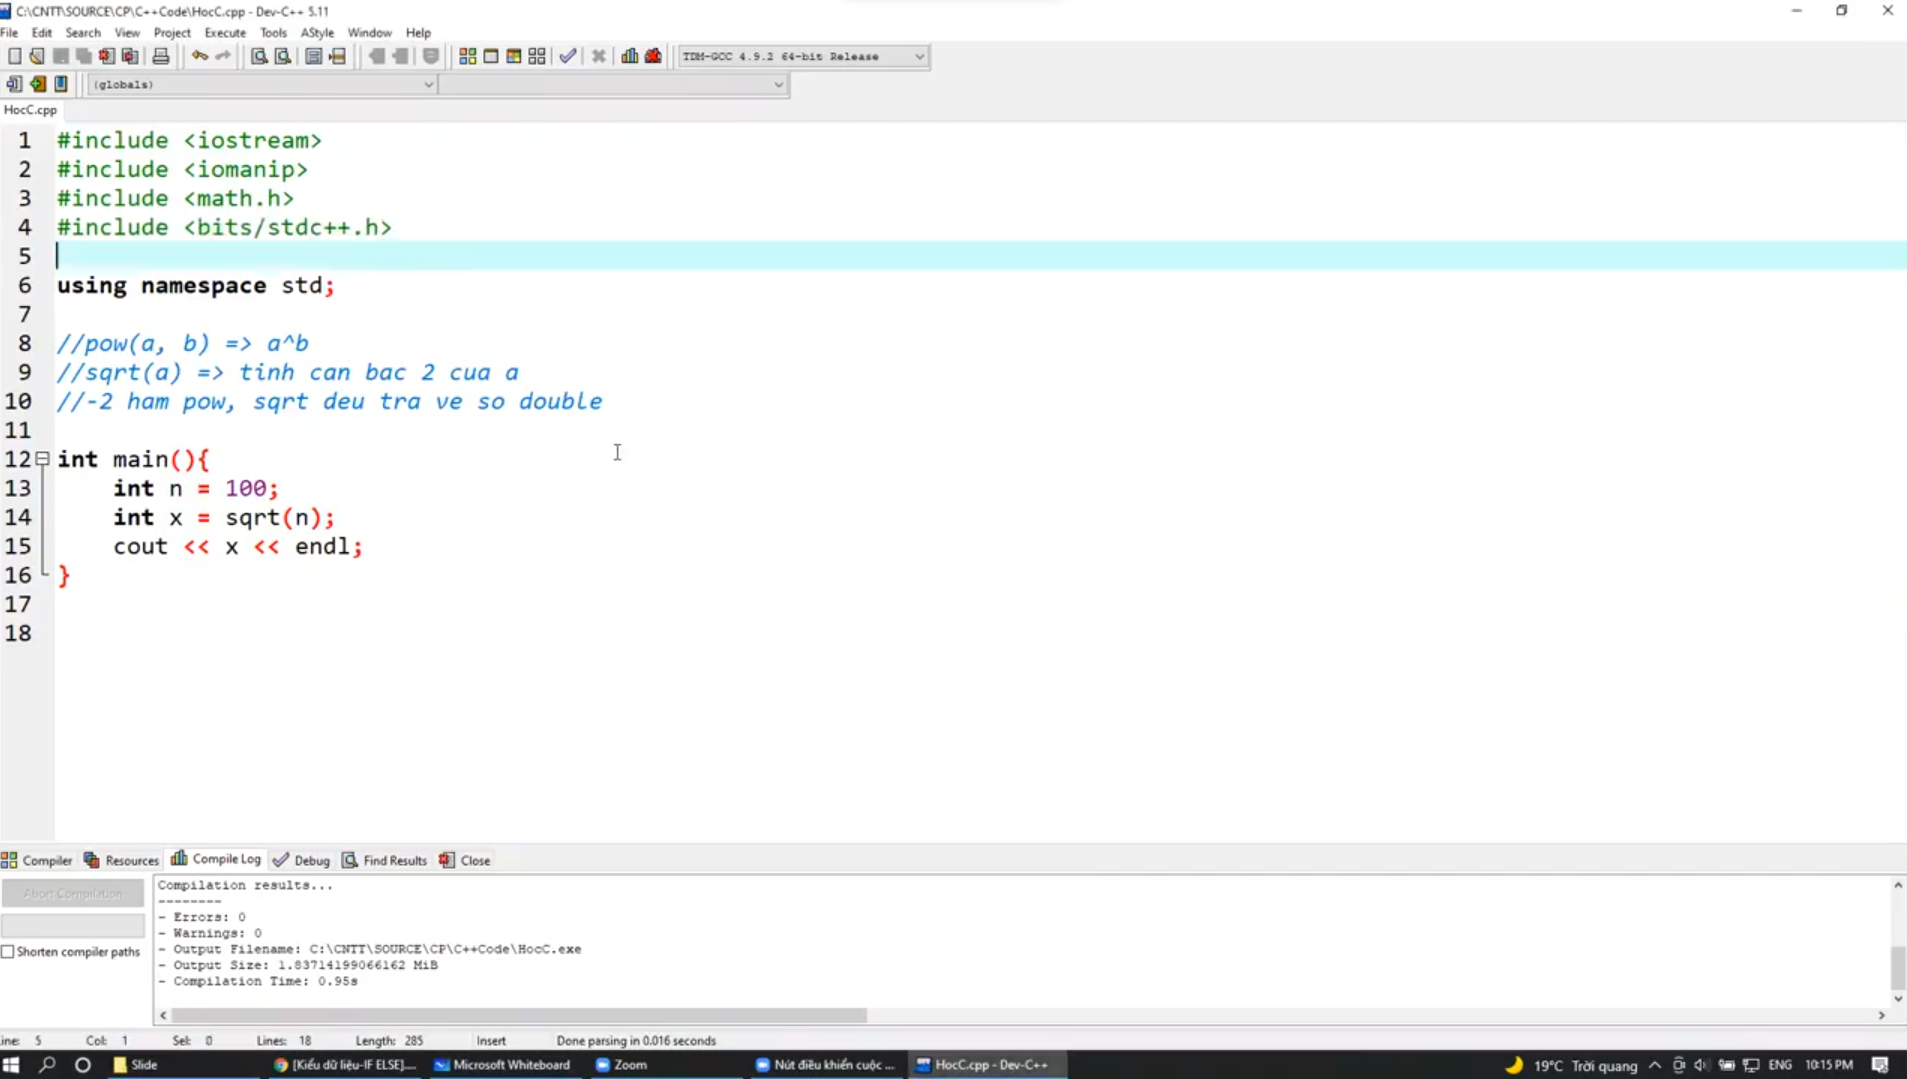 C:\CNTT\SOURCE\CP\C++Code\HocC.cpp - Dev-C++ 5.11
File Edit Search View Project Execute Tools AStyle Window Help
TDM-GCC 4.9.2 64-bit Release
(globals)
HocC.cpp
1 #include <iostream>
2 #include <iomanip>
3 #include <math.h>
4 #include <bits/stdc++.h>
5
6 using namespace std;
7
8 //pow(a, b) => a^b
9 //sqrt(a) => tinh can bac 2 cua a
10 //-2 ham pow, sqrt deu tra ve so double
11
12 int main(){
13 int n = 100;
14 int x = sqrt(n);
15 cout << x << endl;
16 }
17
18
Compiler Resources Compile Log Debug Find Results Close
Abort Compilation
Shorten compiler paths
Compilation results...
--------
- Errors: 0
- Warnings: 0
- Output Filename: C:\CNTT\SOURCE\CP\C++Code\HocC.exe
- Output Size: 1.83714199066162 MiB
- Compilation Time: 0.95s
ine: 5 Col: 1 Sel: 0 Lines: 18 Length: 285 Insert Done parsing in 0.016 seconds
Slide [Kiểu dữ liệu-IF ELSE].... Microsoft Whiteboard Zoom Nút điều khiển cuộc ... HocC.cpp - Dev-C++ 19°C Trời quang ENG 10:15 PM